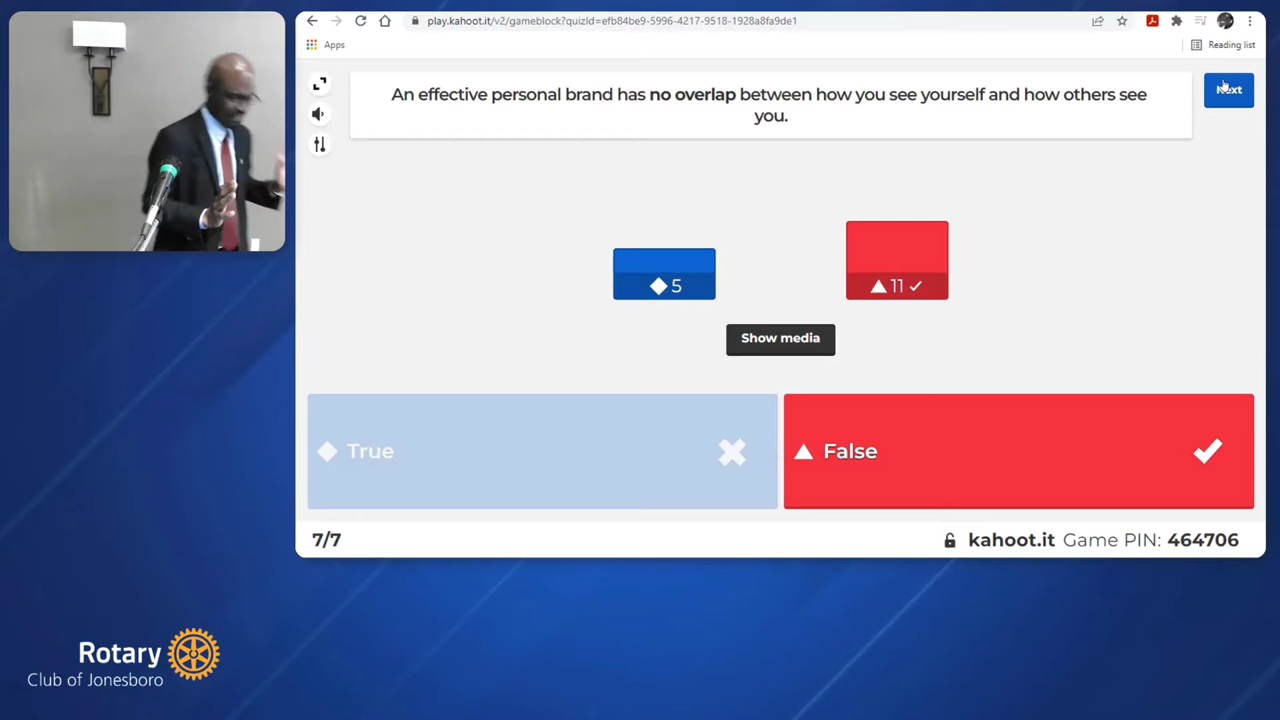 play.kahoot.it/v2/gameblock?quizId=efb84be9-5996-4217-9518-1928a8fa9de1
Apps
Reading list
An effective personal brand has no overlap between how you see yourself and how others see
you.
Next
5
11
Show media
True
False
7/7
kahoot.it Game PIN: 464706
Rotary
Club of Jonesboro